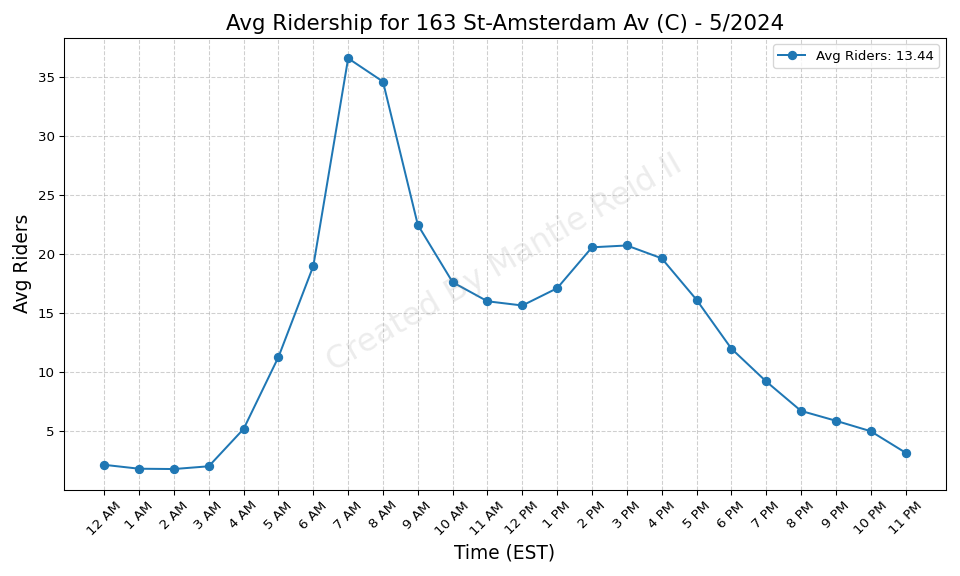 Avg Ridership for 163 St-Amsterdam Av (C) - 5/2024
Avg Riders: 13.44
35
30
25
20
15
10
5
Avg Riders
Created By Mantie Reid II
12 AM
1 AM
2 AM
3 AM
4 AM
5 AM
6 AM
7 AM
8 AM
9 AM
10 AM
11 AM
12 PM
1 PM
2 PM
3 PM
4 PM
5 PM
6 PM
7 PM
8 PM
9 PM
10 PM
11 PM
Time (EST)